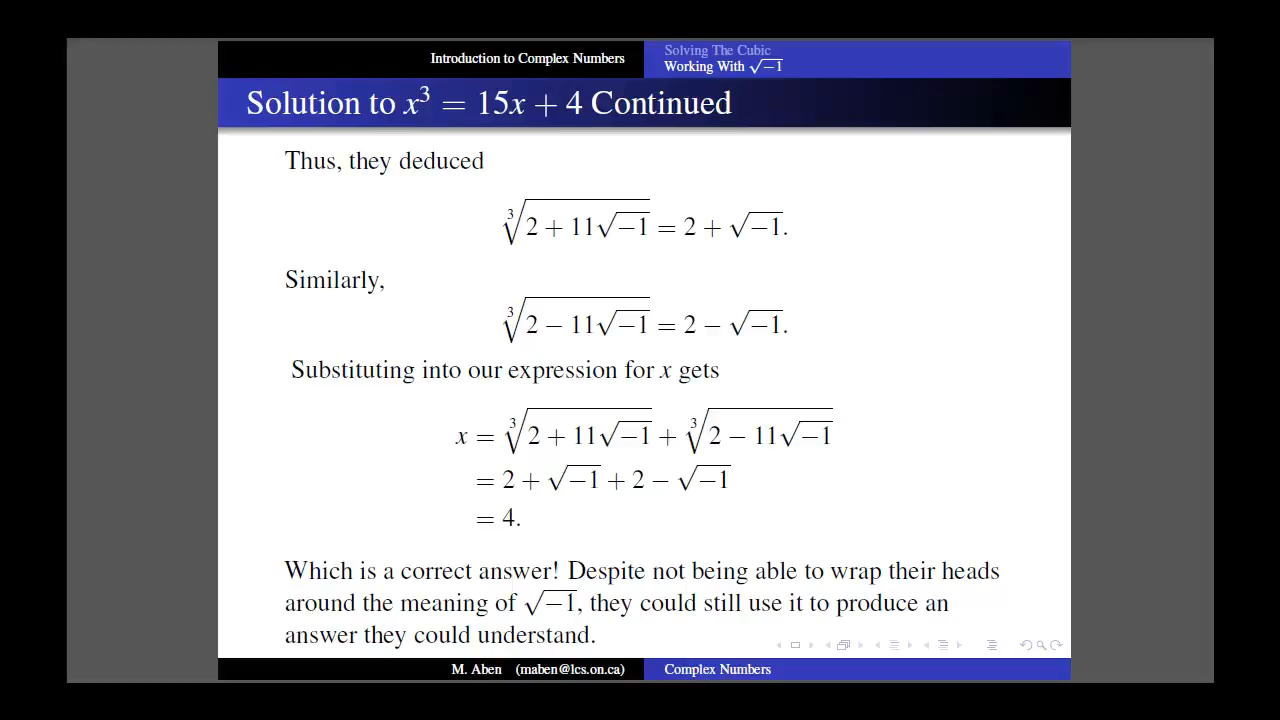 Introduction to Complex Numbers
Solving The Cubic
Working With √−1
Solution to x³ = 15x + 4 Continued
Thus, they deduced
∛(2 + 11√−1) = 2 + √−1.
Similarly,
∛(2 − 11√−1) = 2 − √−1.
Substituting into our expression for x gets
x = ∛(2 + 11√−1) + ∛(2 − 11√−1)
= 2 + √−1 + 2 − √−1
= 4.
Which is a correct answer! Despite not being able to wrap their heads
around the meaning of √−1, they could still use it to produce an
answer they could understand.
M. Aben (maben@lcs.on.ca)
Complex Numbers